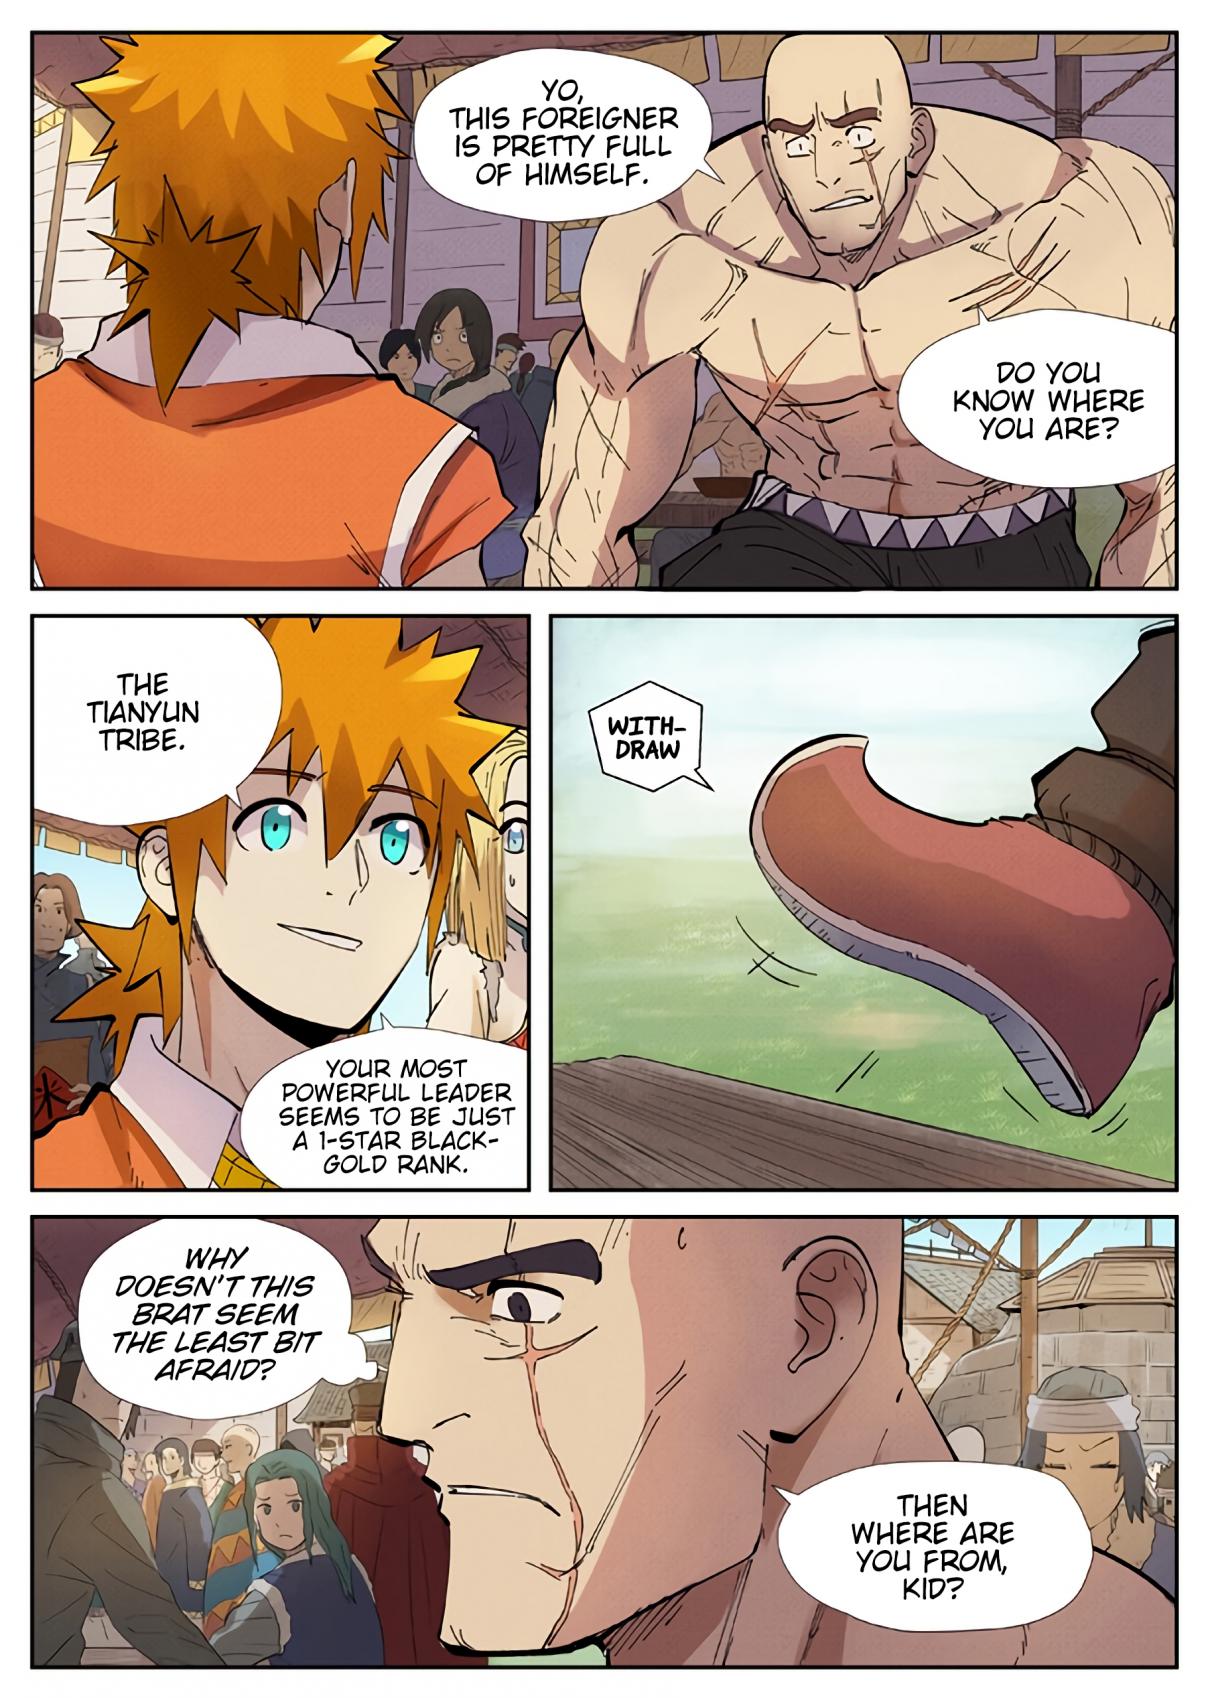 YO,
THIS FOREIGNER
IS PRETTY FULL
OF HIMSELF.
DO YOU
KNOW WHERE
YOU ARE?
THE
TIANYUN
TRIBE.
YOUR MOST
POWERFUL LEADER
SEEMS TO BE JUST
A 1-STAR BLACK-
GOLD RANK.
WITH-
DRAW
WHY
DOESN'T THIS
BRAT SEEM
THE LEAST BIT
AFRAID?
THEN
WHERE ARE
YOU FROM,
KID?